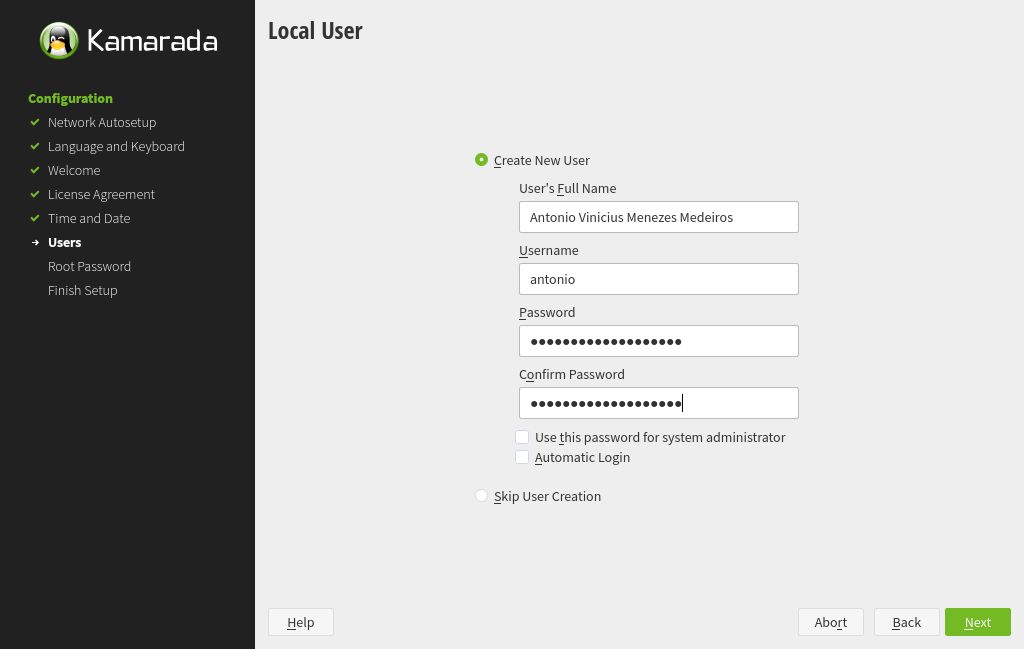 Kamarada
Configuration
Network Autosetup
Language and Keyboard
Welcome
License Agreement
Time and Date
Users
Root Password
Finish Setup
Local User
Create New User
User's Full Name
Antonio Vinicius Menezes Medeiros
Username
antonio
Password
●●●●●●●●●●●●●●●●●●●
Confirm Password
●●●●●●●●●●●●●●●●●●●
Use this password for system administrator
Automatic Login
Skip User Creation
Help
Abort
Back
Next